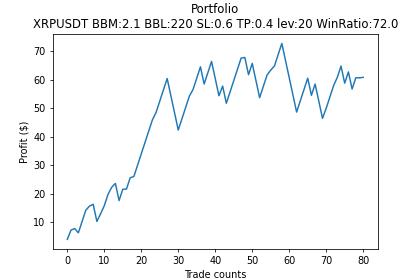 Portfolio
XRPUSDT BBM:2.1 BBL:220 SL:0.6 TP:0.4 lev:20 WinRatio:72.0
Profit ($)
70
60
50
40
30
20
10
0 10 20 30 40 50 60 70 80
Trade counts